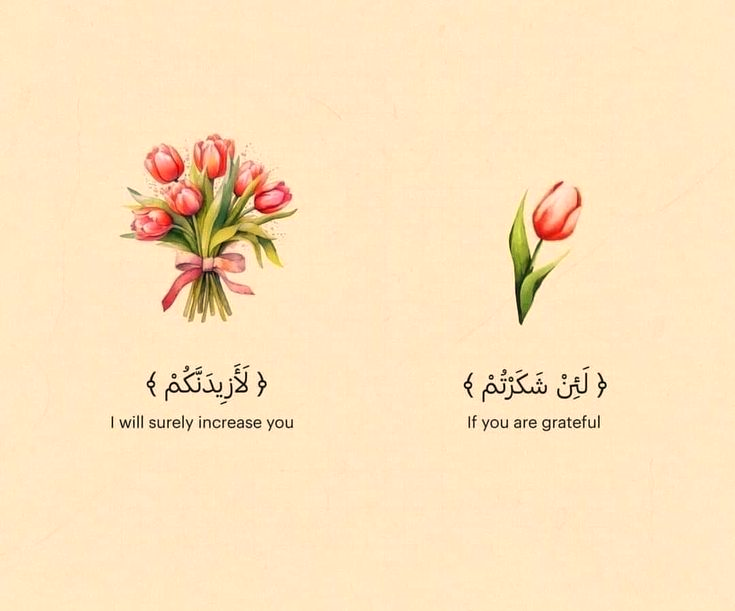 ﴿ لَئِنْ شَكَرْتُمْ ﴾
If you are grateful
﴿ لَأَزِيدَنَّكُمْ ﴾
I will surely increase you